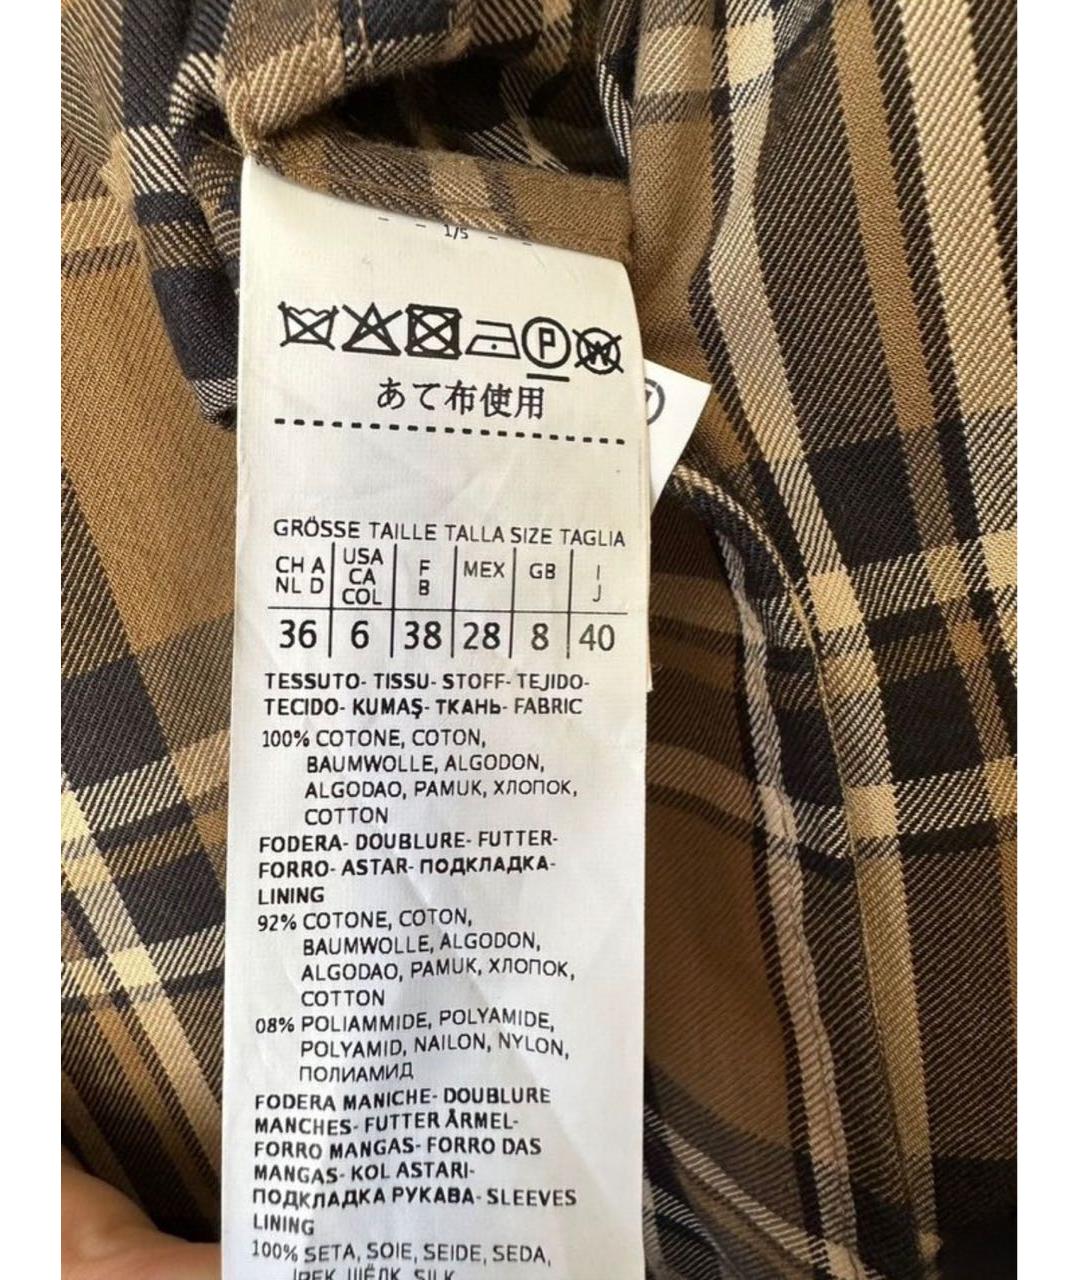 1/5
P W
あて布使用
GRÖSSE TAILLE TALLA SIZE TAGLIA
CH A NL D USA CA COL F B MEX GB I J
36 6 38 28 8 40
TESSUTO- TISSU- STOFF- TEJIDO-
TECIDO- KUMAŞ- ТКАНЬ- FABRIC
100% COTONE, COTON,
BAUMWOLLE, ALGODON,
ALGODAO, PAMUK, ХЛОПОК,
COTTON
FODERA- DOUBLURE- FUTTER-
FORRO- ASTAR- ПОДКЛАДКА-
LINING
92% COTONE, COTON,
BAUMWOLLE, ALGODON,
ALGODAO, PAMUK, ХЛОПОК,
COTTON
08% POLIAMMIDE, POLYAMIDE,
POLYAMID, NAILON, NYLON,
ПОЛИАМИД
FODERA MANICHE- DOUBLURE
MANCHES- FUTTER ÄRMEL-
FORRO MANGAS- FORRO DAS
MANGAS- KOL ASTARI-
ПОДКЛАДКА РУКАВА- SLEEVES
LINING
100% SETA, SOIE, SEIDE, SEDA,
İPEK, ШЁЛК, SILK